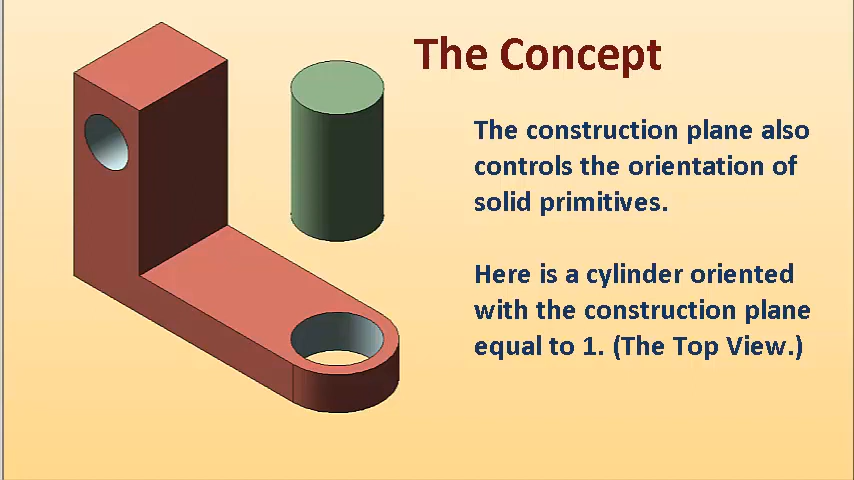 The Concept
The construction plane also
controls the orientation of
solid primitives.
Here is a cylinder oriented
with the construction plane
equal to 1. (The Top View.)